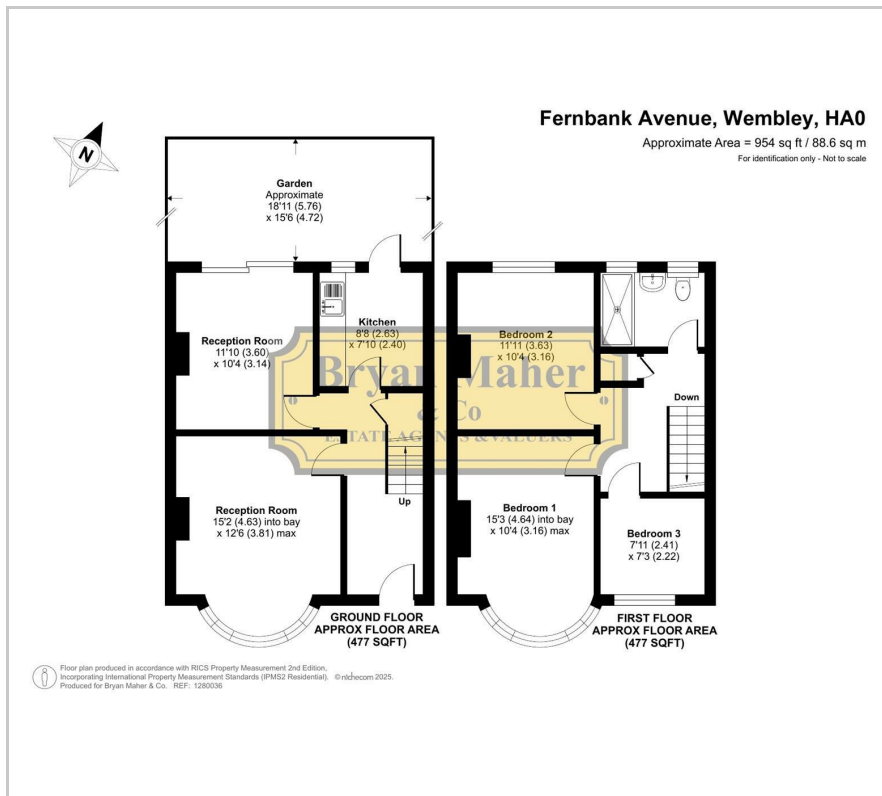 Fernbank Avenue, Wembley, HA0
Approximate Area = 954 sq ft / 88.6 sq m
For identification only - Not to scale
N
Garden
Approximate
18'11 (5.76)
x 15'6 (4.72)
Reception Room
11'10 (3.60)
x 10'4 (3.14)
Kitchen
8'8 (2.63)
x 7'10 (2.40)
Reception Room
15'2 (4.63) into bay
x 12'6 (3.81) max
Up
GROUND FLOOR
APPROX FLOOR AREA
(477 SQFT)
Bedroom 2
11'11 (3.63)
x 10'4 (3.16)
Down
Bedroom 1
15'3 (4.64) into bay
x 10'4 (3.16) max
Bedroom 3
7'11 (2.41)
x 7'3 (2.22)
FIRST FLOOR
APPROX FLOOR AREA
(477 SQFT)
Bryan Maher
& Co
ESTATE AGENTS & VALUERS
Floor plan produced in accordance with RICS Property Measurement 2nd Edition,
Incorporating International Property Measurement Standards (IPMS2 Residential). © nichecom 2025.
Produced for Bryan Maher & Co. REF: 1280036